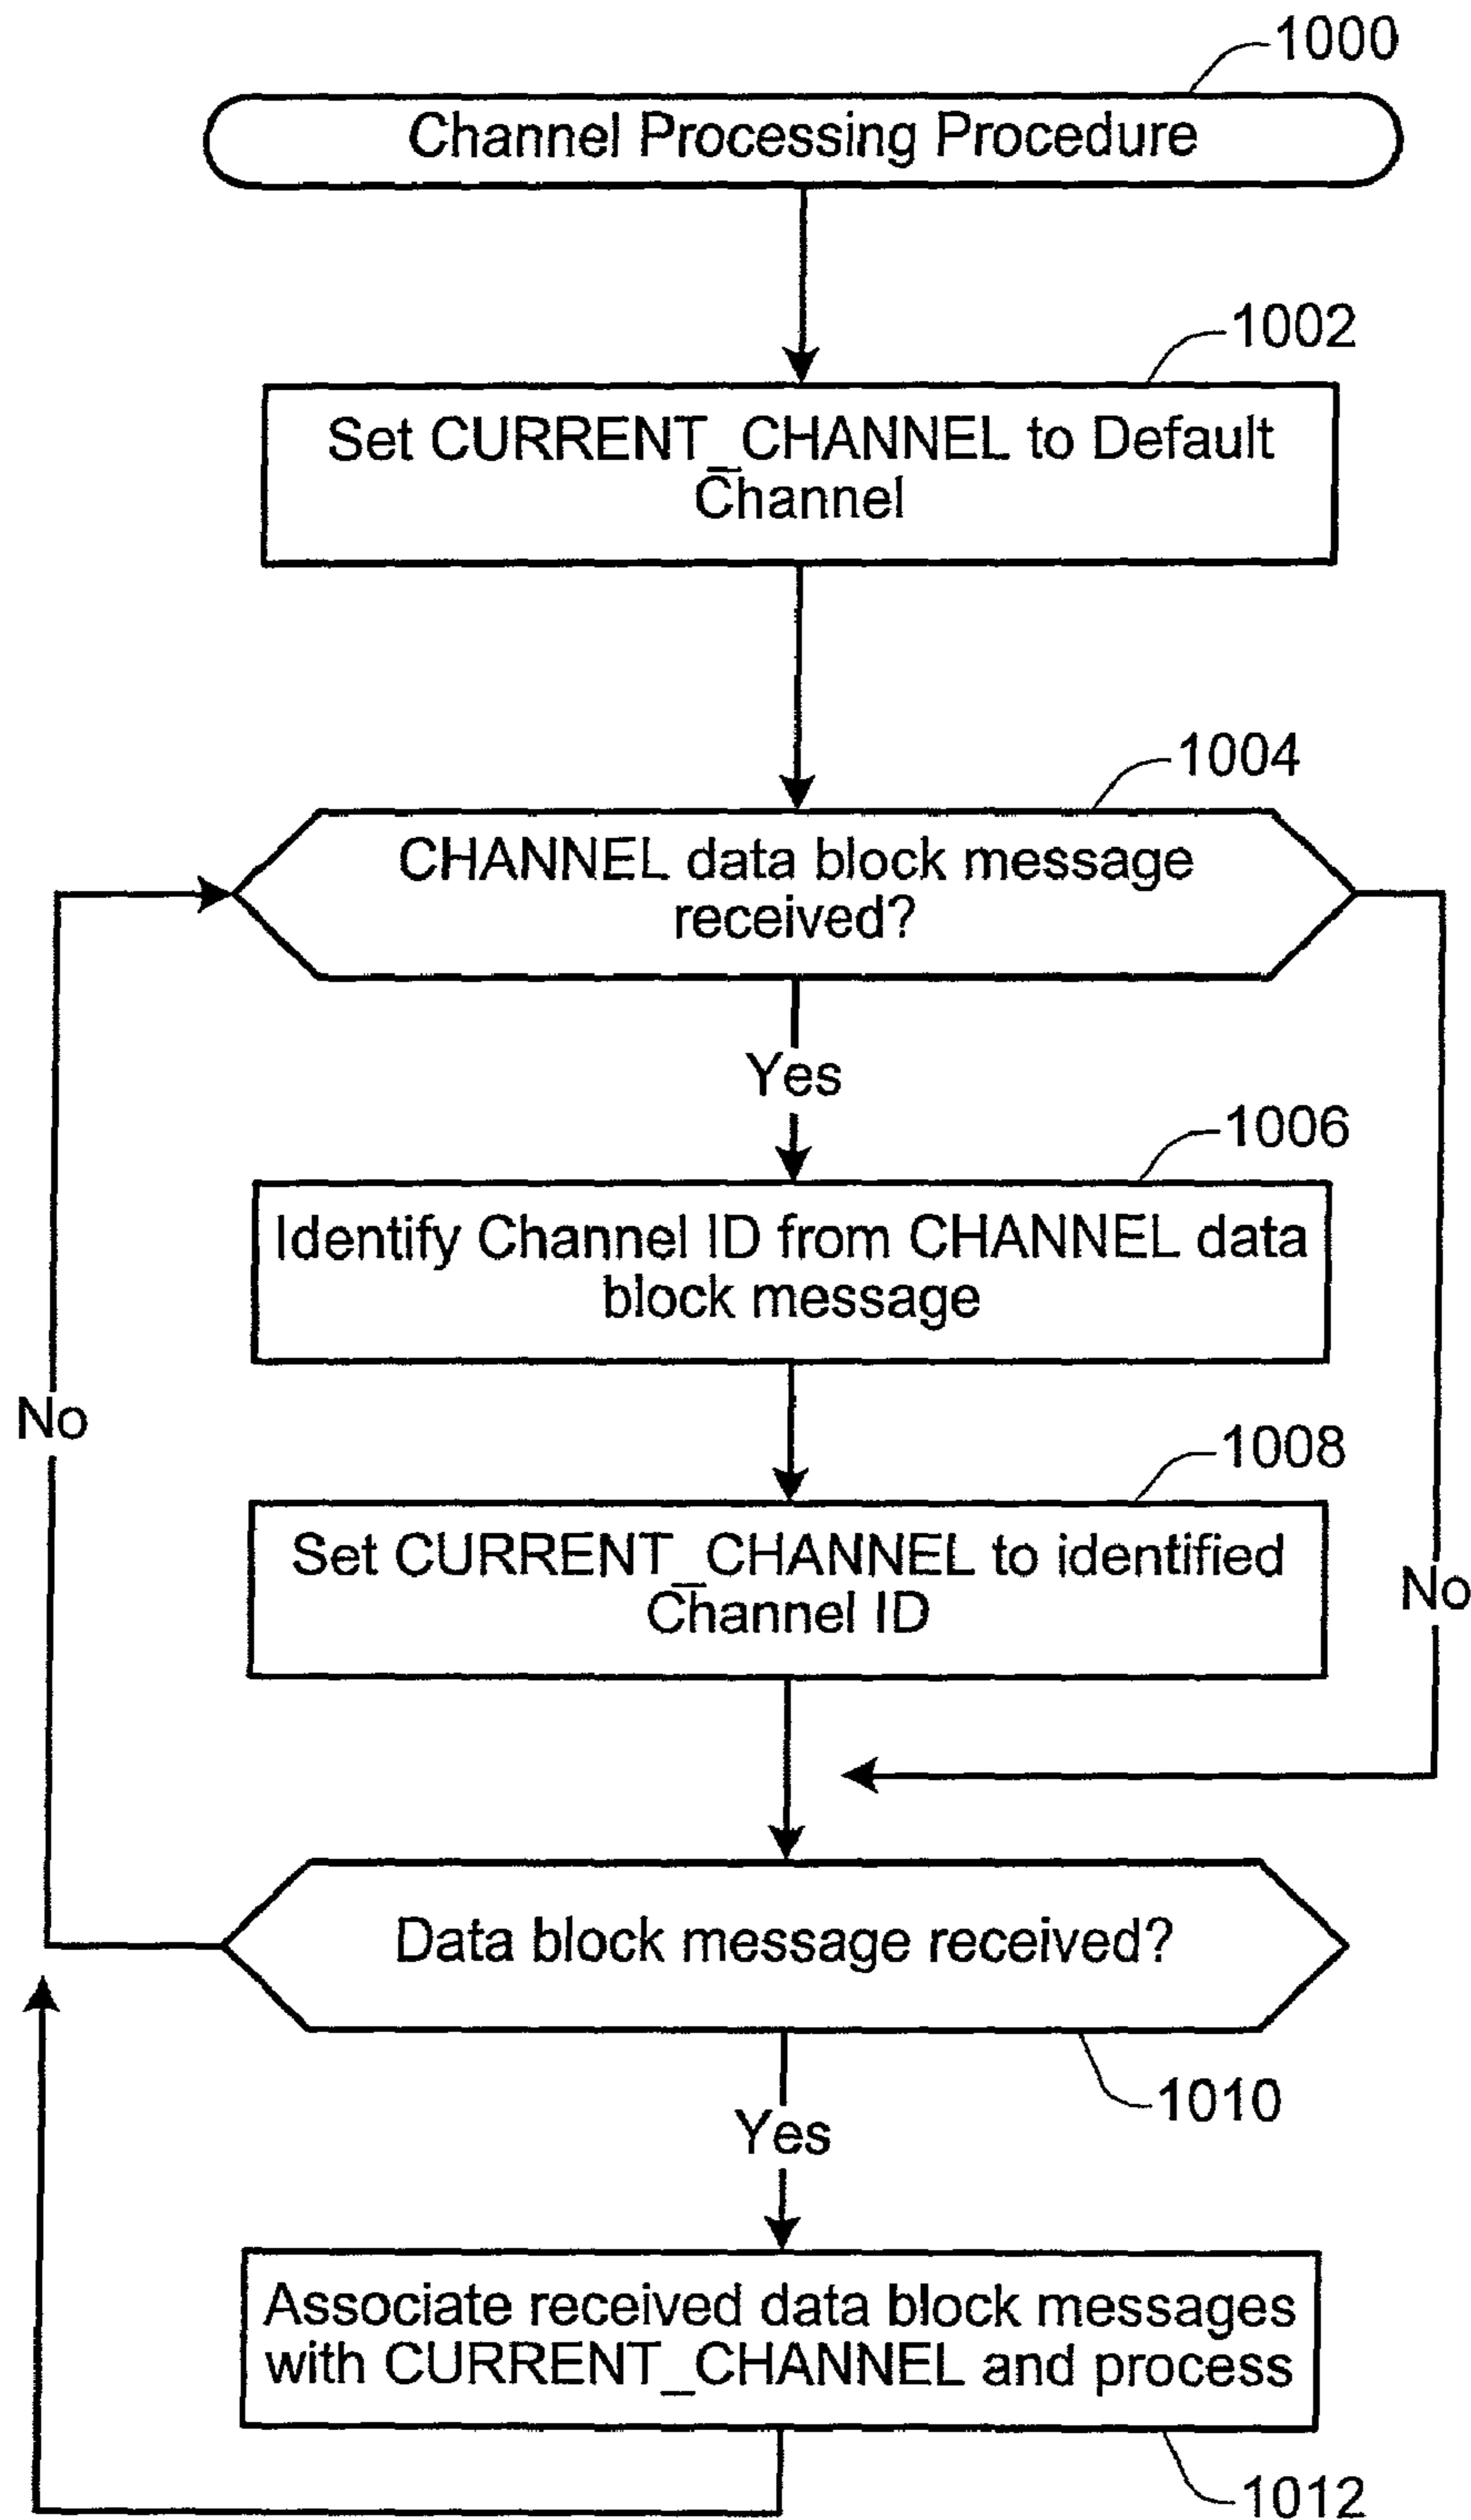 1000
Channel Processing Procedure
1002
Set CURRENT_CHANNEL to Default
Channel
1004
CHANNEL data block message
received?
Yes
1006
Identify Channel ID from CHANNEL data
block message
No
1008
Set CURRENT_CHANNEL to identified
Channel ID
No
Data block message received?
1010
Yes
Associate received data block messages
with CURRENT_CHANNEL and process
1012